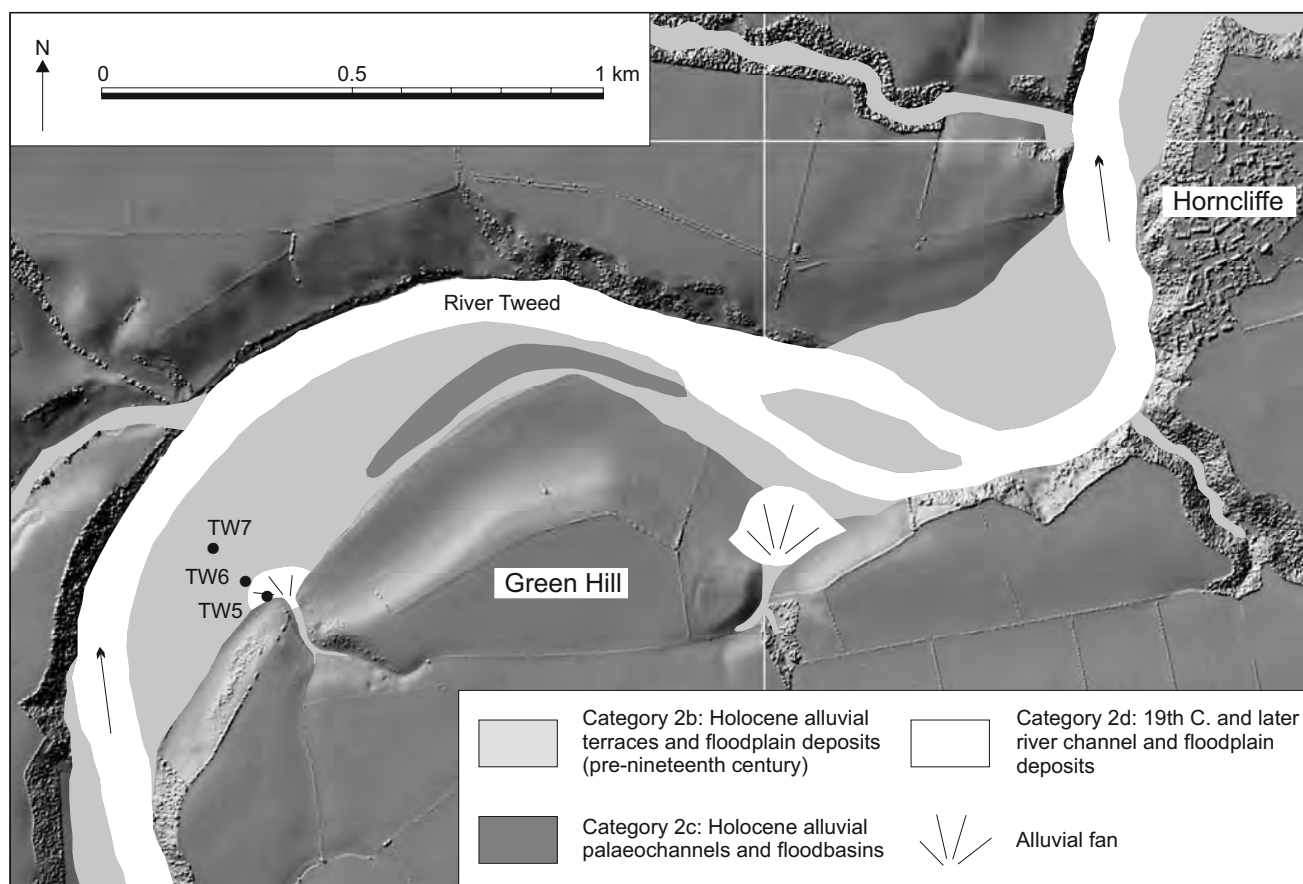 N
0 0.5 1 km
River Tweed
Horncliffe
TW7
TW6
TW5
Green Hill
Category 2b: Holocene alluvial
terraces and floodplain deposits
(pre-nineteenth century)
Category 2c: Holocene alluvial
palaeochannels and floodbasins
Category 2d: 19th C. and later
river channel and floodplain
deposits
Alluvial fan